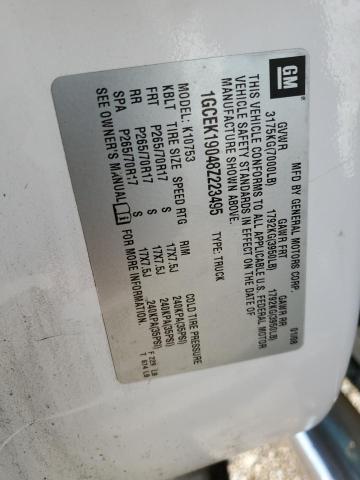 GM
MFD BY GENERAL MOTORS CORP 01/08
GVWR GAWR FRT GAWR RR
3175KG(7000LB) 1792KG(3950LB) 1792KG(3950LB)
THIS VEHICLE CONFORMS TO ALL APPLICABLE U.S. FEDERAL MOTOR
VEHICLE SAFETY STANDARDS IN EFFECT ON THE DATE OF
MANUFACTURE SHOWN ABOVE.
1GCEK19048Z223495 TYPE: TRUCK
MODEL: K10753
KBLT TIRE SIZE SPEED RTG RIM COLD TIRE PRESSURE
FRT P265/70R17 S 17X7.5J 240KPA(35PSI)
RR P265/70R17 S 17X7.5J 240KPA(35PSI)
SPA P265/70R17 S 17X7.5J 240KPA(35PSI)
SEE OWNER'S MANUAL FOR MORE INFORMATION.